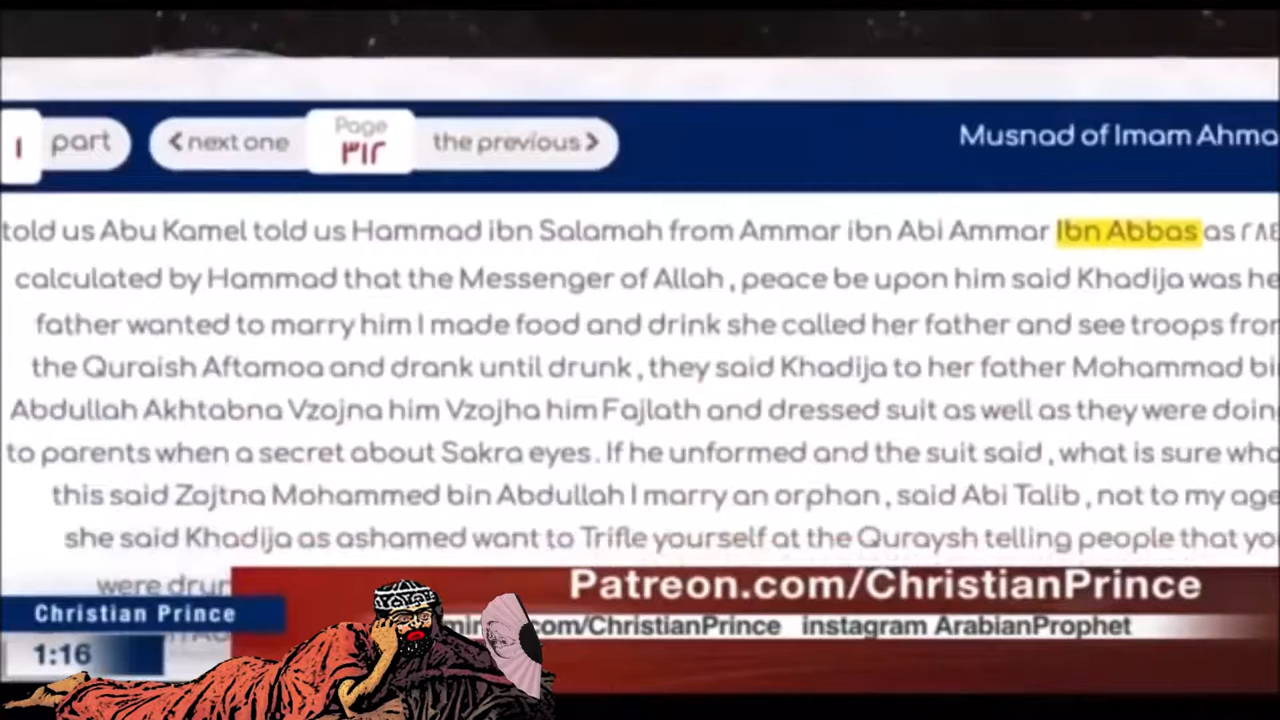 ١ part < next one Page ٣١٢ the previous >
Musnad of Imam Ahma
told us Abu Kamel told us Hammad ibn Salamah from Ammar ibn Abi Ammar Ibn Abbas as
calculated by Hammad that the Messenger of Allah , peace be upon him said Khadija was he
father wanted to marry him I made food and drink she called her father and see troops fror
the Quraish Aftamoa and drank until drunk , they said Khadija to her father Mohammad bi
Abdullah Akhtabna Vzojna him Vzojha him Fajlath and dressed suit as well as they were doin
to parents when a secret about Sakra eyes . If he unformed and the suit said , what is sure who
this said Zojtna Mohammed bin Abdullah I marry an orphan , said Abi Talib , not to my age
she said Khadija as ashamed want to Trifle yourself at the Quraysh telling people that yo
were drun
Patreon.com/ChristianPrince
Christian Prince
com/ChristianPrince instagram ArabianProphet
1:16